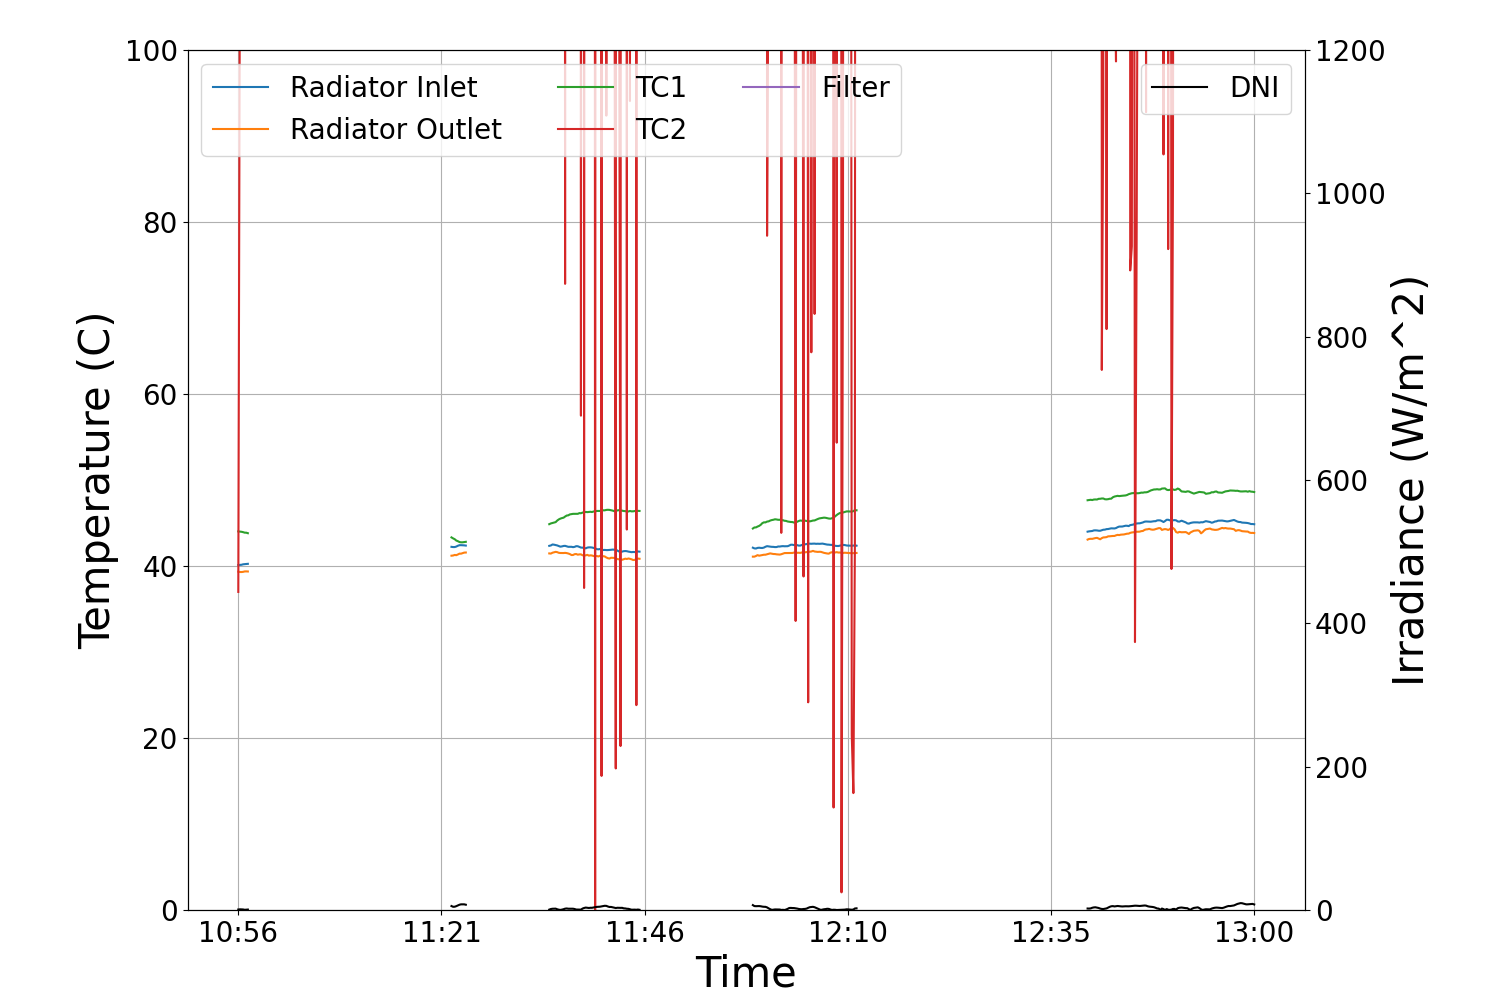 100
80
60
40
20
0
Temperature (C)
Radiator Inlet
Radiator Outlet
TC1
TC2
Filter
DNI
1200
1000
800
600
400
200
0
Irradiance (W/m^2)
10:56
11:21
11:46
12:10
12:35
13:00
Time